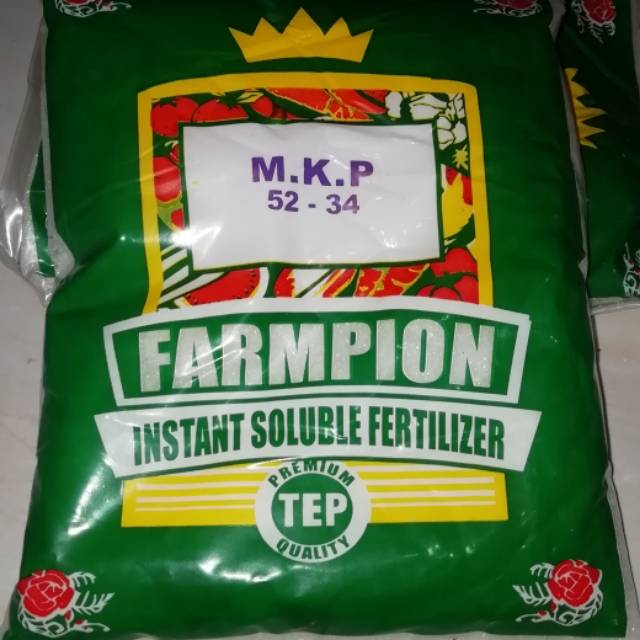 M.K.P
52 - 34
FARMPION
INSTANT SOLUBLE FERTILIZER
PREMIUM
TEP
QUALITY